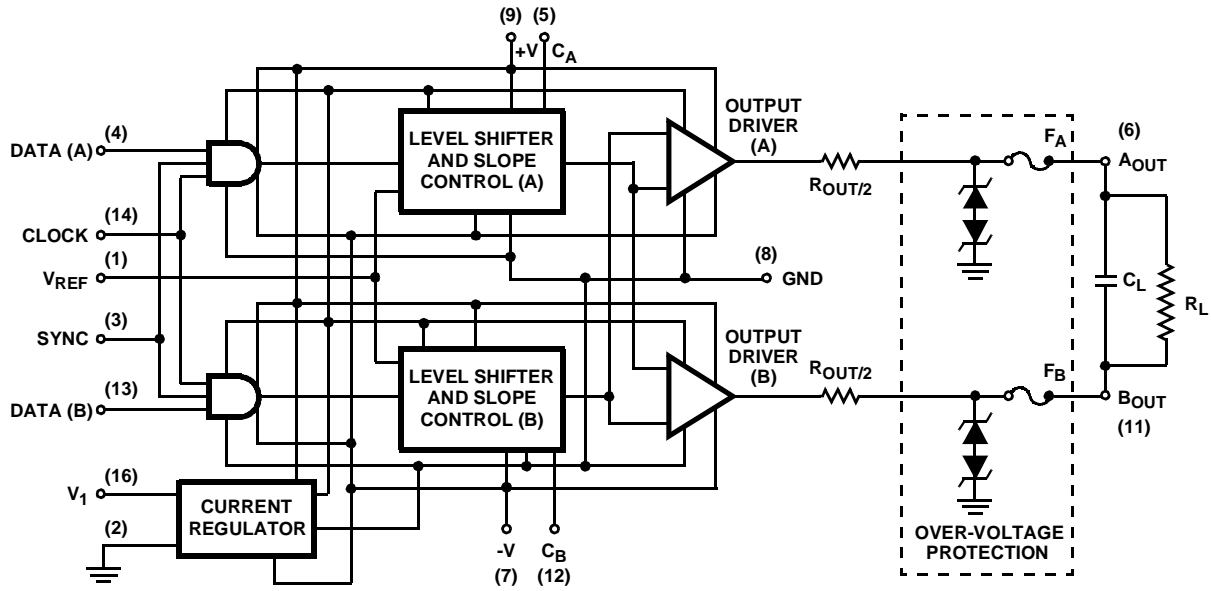 (9) (5)
+V C_A
OUTPUT
DRIVER
(A)
LEVEL SHIFTER
AND SLOPE
CONTROL (A)
(4)
DATA (A)
F_A
(6)
A_OUT
R_OUT/2
(14)
CLOCK
(1)
V_REF
(8)
GND
C_L
R_L
(3)
SYNC
OUTPUT
DRIVER
(B)
LEVEL SHIFTER
AND SLOPE
CONTROL (B)
R_OUT/2
F_B
(13)
DATA (B)
B_OUT
(11)
(16)
V_1
CURRENT
REGULATOR
(2)
-V
(7)
C_B
(12)
OVER-VOLTAGE
PROTECTION